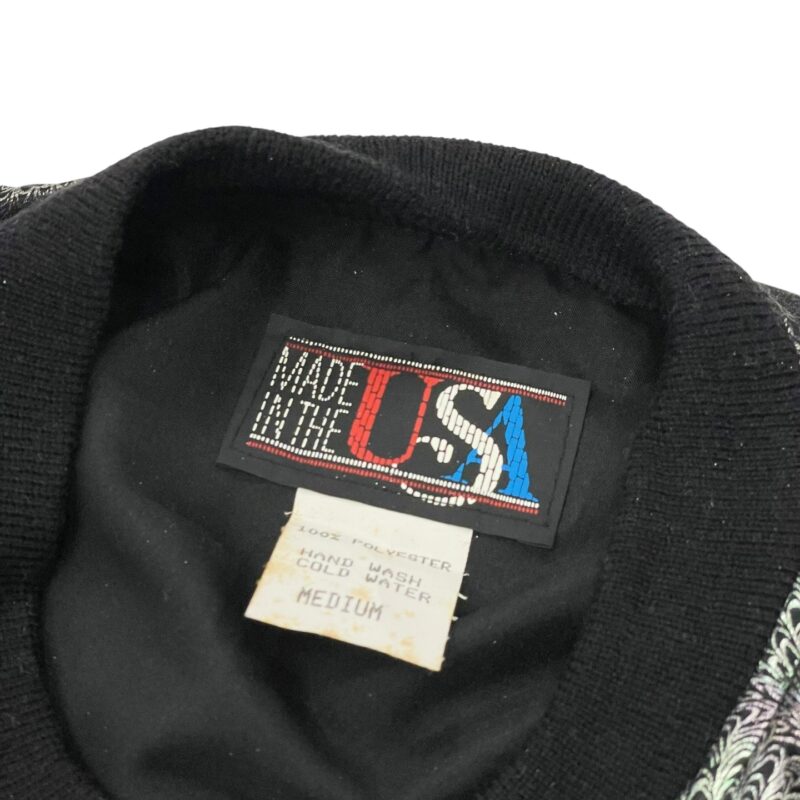 MADE
IN THE
USA
100% POLYESTER
HAND WASH
COLD WATER
MEDIUM